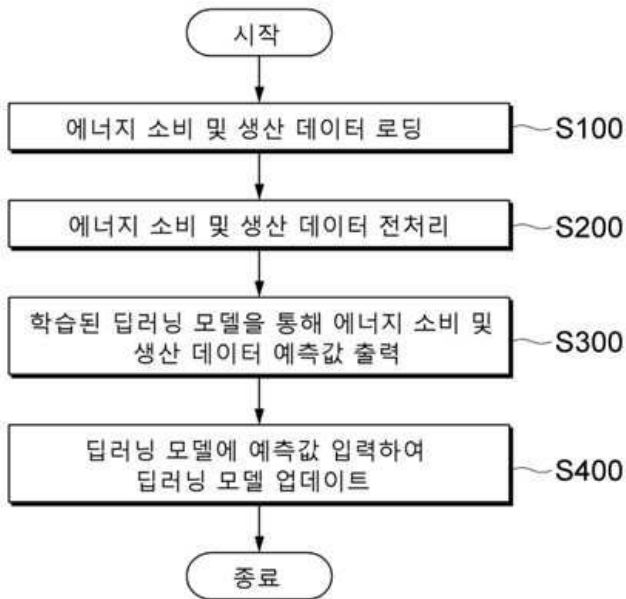 시작
에너지 소비 및 생산 데이터 로딩
S100
에너지 소비 및 생산 데이터 전처리
S200
학습된 딥러닝 모델을 통해 에너지 소비 및
생산 데이터 예측값 출력
S300
딥러닝 모델에 예측값 입력하여
딥러닝 모델 업데이트
S400
종료